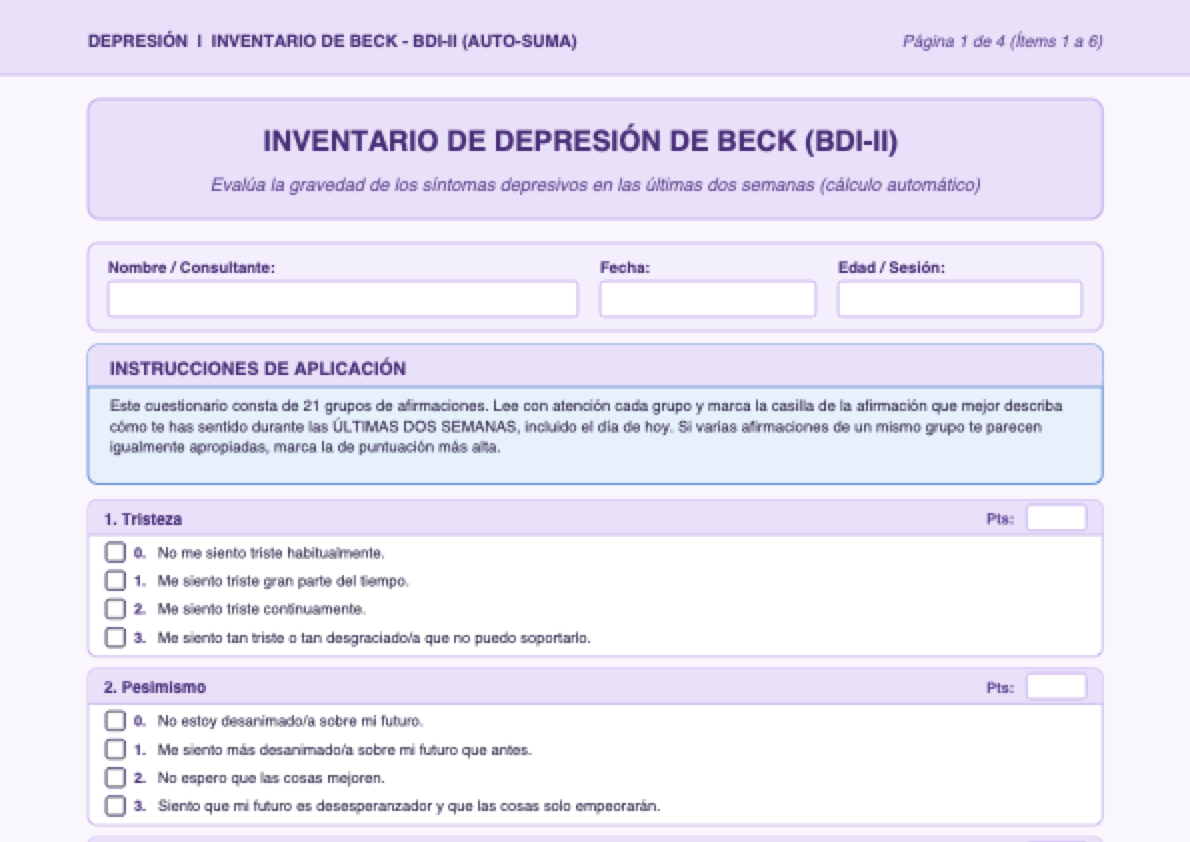 DEPRESIÓN | INVENTARIO DE BECK - BDI-II (AUTO-SUMA)
Página 1 de 4 (Ítems 1 a 6)
INVENTARIO DE DEPRESIÓN DE BECK (BDI-II)
Evalúa la gravedad de los síntomas depresivos en las últimas dos semanas (cálculo automático)
Nombre / Consultante:
Fecha:
Edad / Sesión:
INSTRUCCIONES DE APLICACIÓN
Este cuestionario consta de 21 grupos de afirmaciones. Lee con atención cada grupo y marca la casilla de la afirmación que mejor describa
cómo te has sentido durante las ÚLTIMAS DOS SEMANAS, incluido el día de hoy. Si varias afirmaciones de un mismo grupo te parecen
igualmente apropiadas, marca la de puntuación más alta.
1. Tristeza
Pts:
0. No me siento triste habitualmente.
1. Me siento triste gran parte del tiempo.
2. Me siento triste continuamente.
3. Me siento tan triste o tan desgraciado/a que no puedo soportarlo.
2. Pesimismo
Pts:
0. No estoy desanimado/a sobre mi futuro.
1. Me siento más desanimado/a sobre mi futuro que antes.
2. No espero que las cosas mejoren.
3. Siento que mi futuro es desesperanzador y que las cosas solo empeorarán.